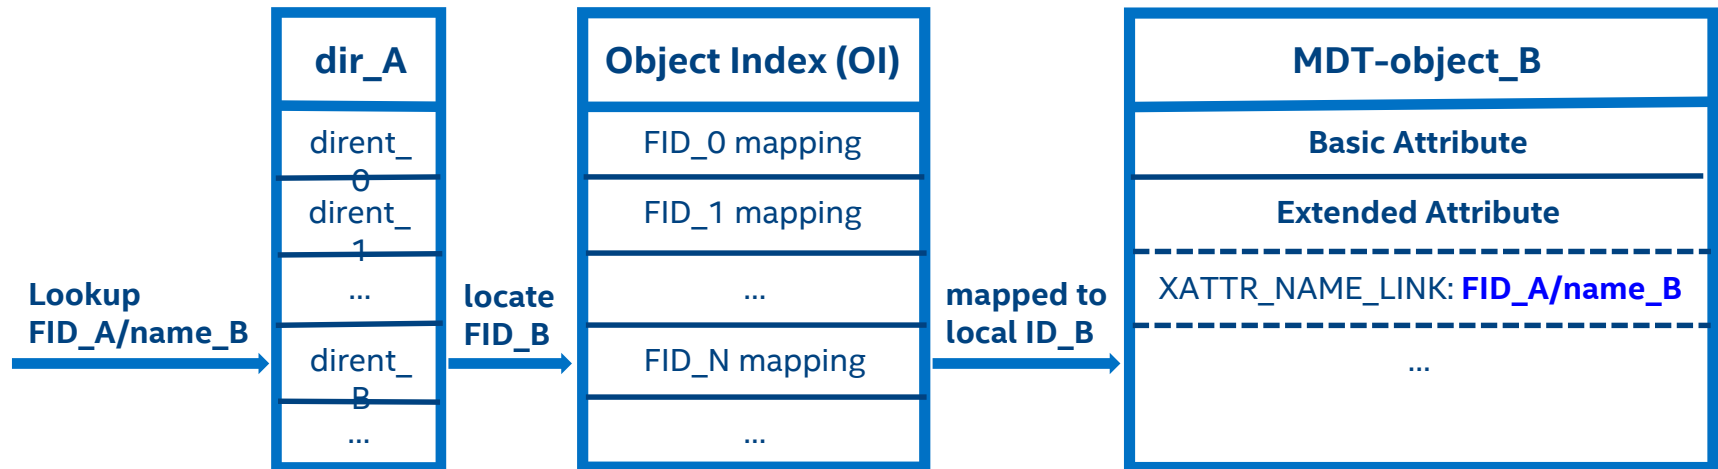 dir_A
dirent_
0
dirent_
1
...
dirent_
B
...
Lookup
FID_A/name_B
locate
FID_B
Object Index (OI)
FID_0 mapping
FID_1 mapping
...
FID_N mapping
...
mapped to
local ID_B
MDT-object_B
Basic Attribute
Extended Attribute
XATTR_NAME_LINK: FID_A/name_B
...